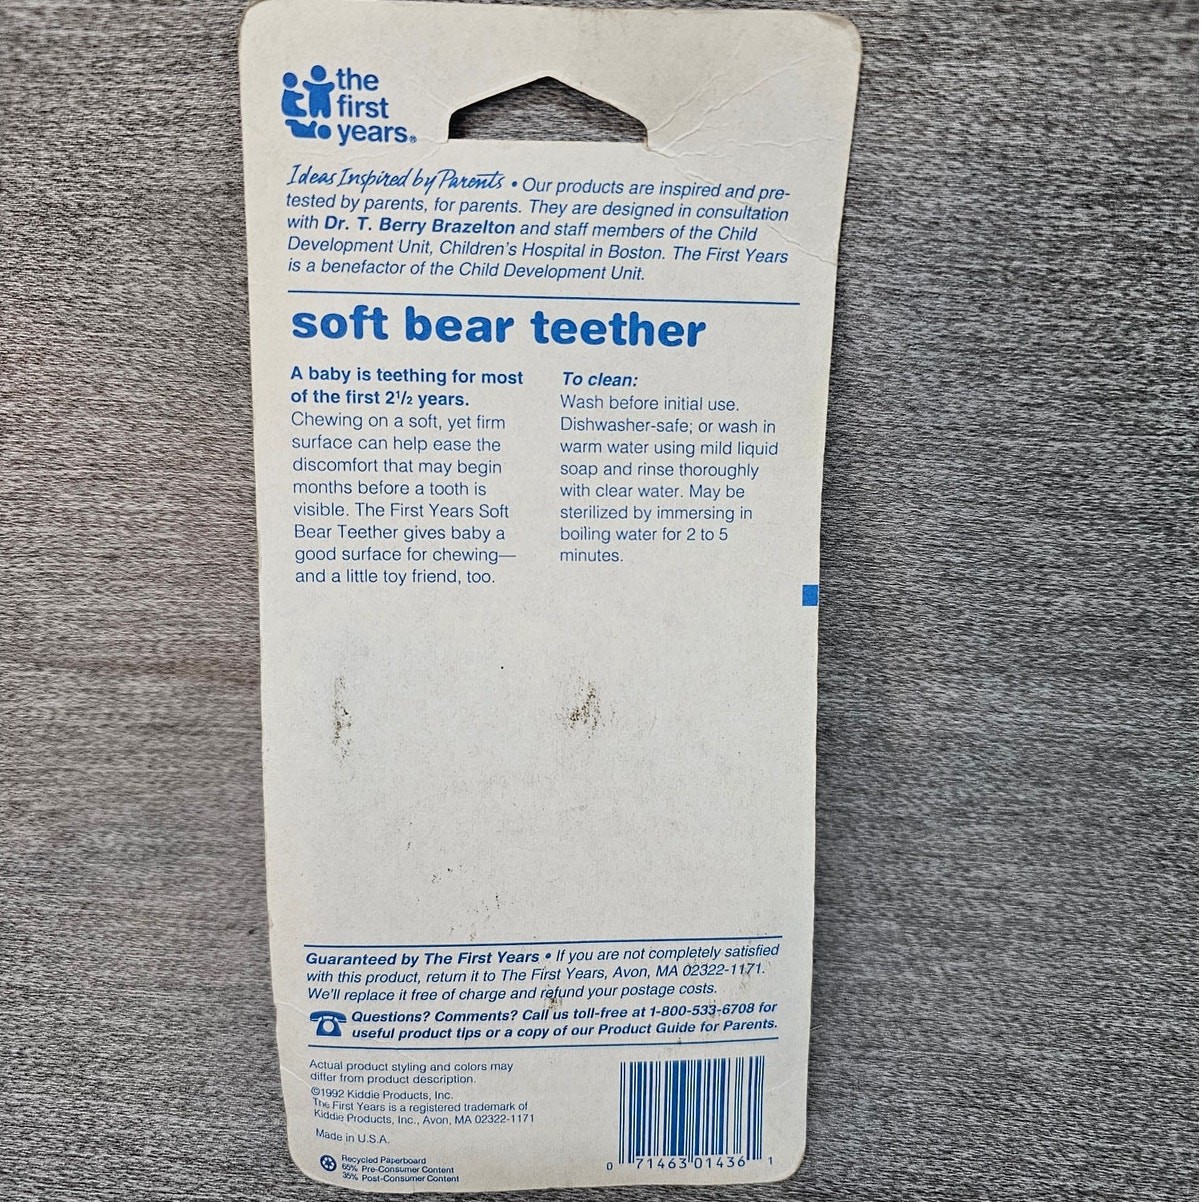 the
first
years®
Ideas Inspired by Parents • Our products are inspired and pre-
tested by parents, for parents. They are designed in consultation
with Dr. T. Berry Brazelton and staff members of the Child
Development Unit, Children's Hospital in Boston. The First Years
is a benefactor of the Child Development Unit.
soft bear teether
A baby is teething for most
of the first 2½ years.
Chewing on a soft, yet firm
surface can help ease the
discomfort that may begin
months before a tooth is
visible. The First Years Soft
Bear Teether gives baby a
good surface for chewing—
and a little toy friend, too.
To clean:
Wash before initial use.
Dishwasher-safe; or wash in
warm water using mild liquid
soap and rinse thoroughly
with clear water. May be
sterilized by immersing in
boiling water for 2 to 5
minutes.
Guaranteed by The First Years • If you are not completely satisfied
with this product, return it to The First Years, Avon, MA 02322-1171.
We'll replace it free of charge and refund your postage costs.
Questions? Comments? Call us toll-free at 1-800-533-6708 for
useful product tips or a copy of our Product Guide for Parents.
Actual product styling and colors may
differ from product description.
©1992 Kiddie Products, Inc.
The First Years is a registered trademark of
Kiddie Products, Inc., Avon, MA 02322-1171
Made in U.S.A.
Recycled Paperboard
65% Pre-Consumer Content
35% Post-Consumer Content
0 71463 01436 1